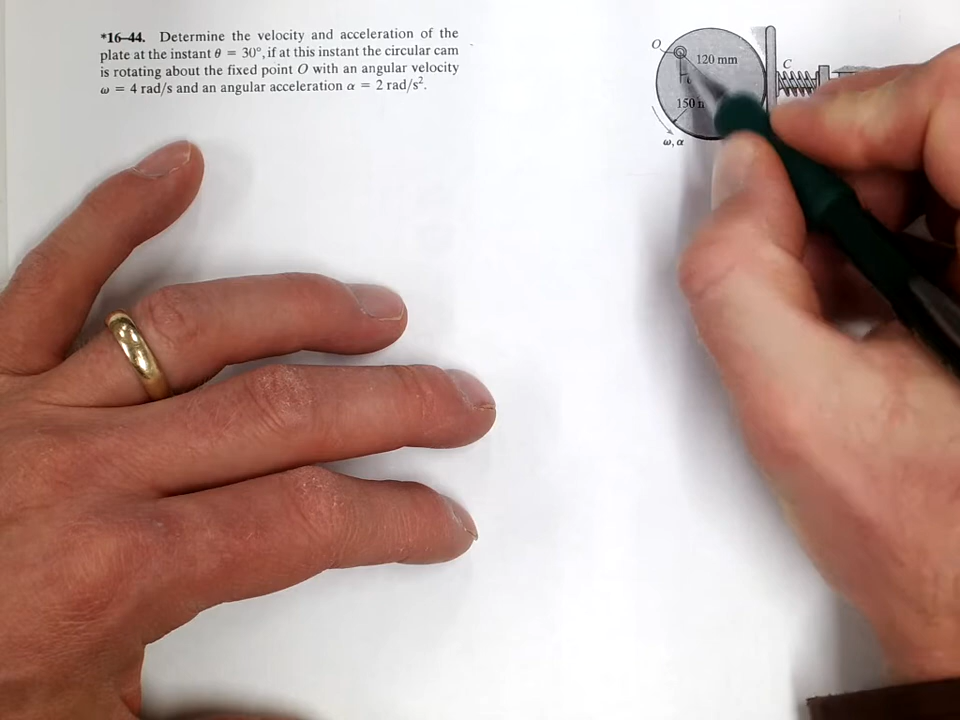 *16–44. Determine the velocity and acceleration of the
plate at the instant θ = 30°, if at this instant the circular cam
is rotating about the fixed point O with an angular velocity
ω = 4 rad/s and an angular acceleration α = 2 rad/s².
O
120 mm
C
150
ω, α